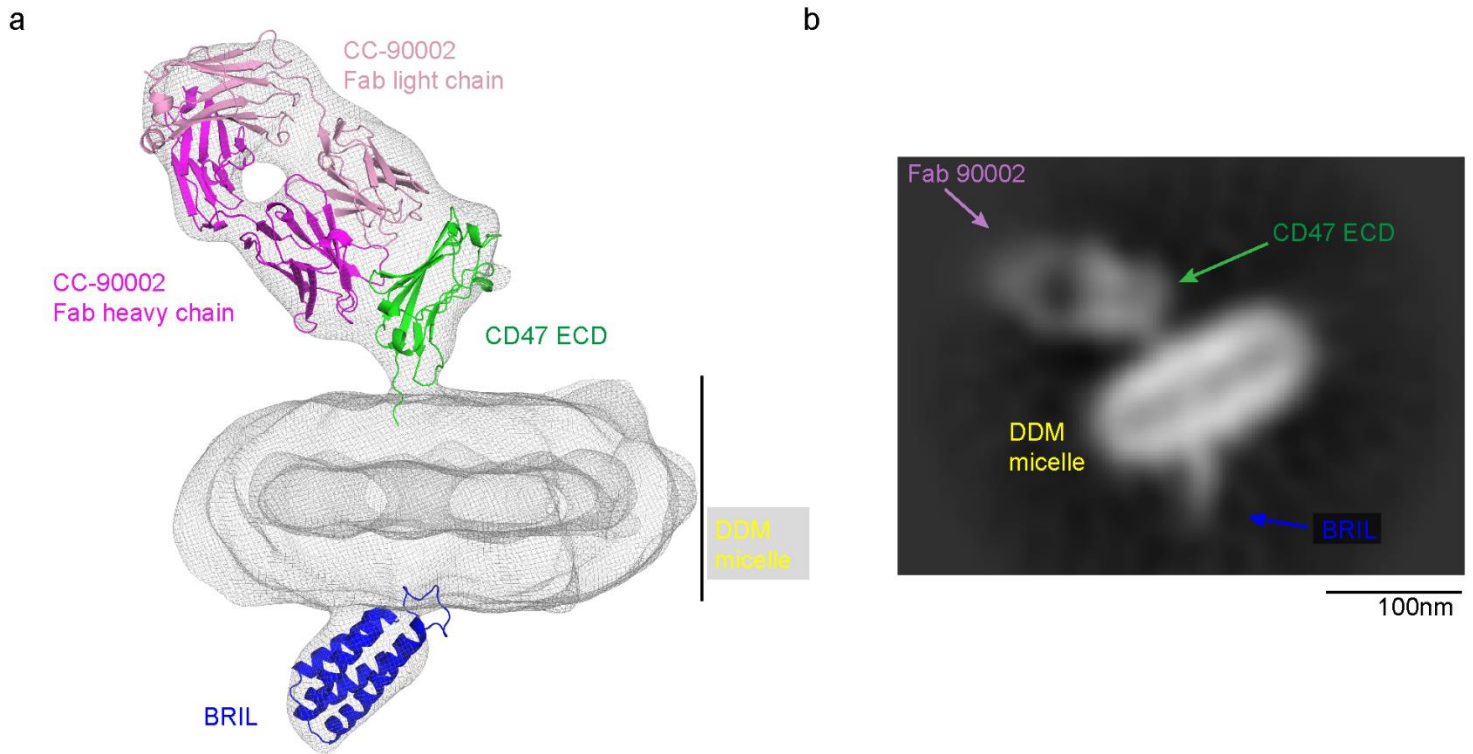 a
CC-90002
Fab light chain
CC-90002
Fab heavy chain
CD47 ECD
DDM
micelle
BRIL
b
Fab 90002
CD47 ECD
DDM
micelle
BRIL
100nm